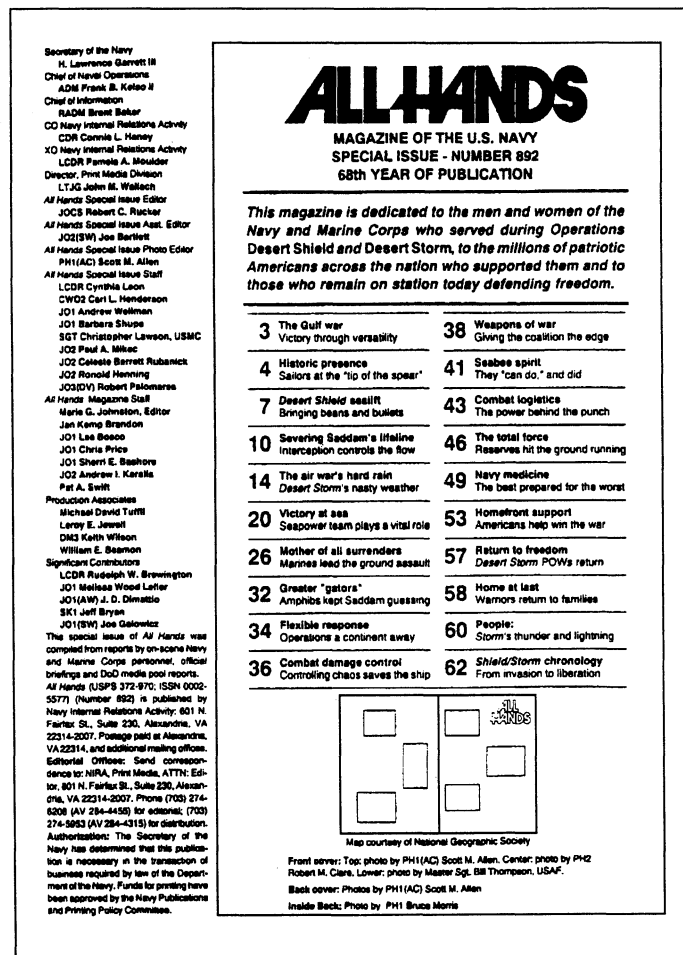 Secretary of the Navy
H. Lawrence Garrett III
Chief of Naval Operations
ADM Frank B. Kelso II
Chief of Information
RADM Brent Baker
CO Navy Internal Relations Activity
CDR Connie L. Haney
XO Navy Internal Relations Activity
LCDR Pamela A. Moulder
Director, Print Media Division
LTJG John M. Wallach
All Hands Special Issue Editor
JOCS Robert C. Rucker
All Hands Special Issue Asst. Editor
JO2(SW) Joe Bartlett
All Hands Special Issue Photo Editor
PH1(AC) Scott M. Allen
All Hands Special Issue Staff
LCDR Cynthia Leon
CWO2 Carl L. Henderson
JO1 Andrew Wellman
JO1 Barbara Shupe
SGT Christopher Lawson, USMC
JO2 Paul A. Mikec
JO2 Celeste Barrett Rubanick
JO2 Ronald Henning
JO3(DV) Robert Palomares
All Hands Magazine Staff
Marie G. Johnston, Editor
Jan Kemp Brandon
JO1 Lee Bosco
JO1 Chris Price
JO1 Sherri E. Bashore
JO2 Andrew I. Karalis
Pat A. Swift
Production Associates
Michael David Tuffli
Leroy E. Jewell
DM3 Keith Wilson
William E. Beamon
Significant Contributors
LCDR Rudolph W. Brewington
JO1 Melissa Wood Lefler
JO1(AW) J. D. Dimattio
SK1 Jeff Bryan
JO1(SW) Joe Gawlowicz
This special issue of All Hands was
compiled from reports by on-scene Navy
and Marine Corps personnel, official
briefings and DoD media pool reports.
All Hands (USPS 372-970; ISSN 0002-
5577) (Number 892) is published by
Navy Internal Relations Activity: 601 N.
Fairfax St., Suite 230, Alexandria, VA
22314-2007. Postage paid at Alexandria,
VA 22314, and additional mailing offices.
Editorial Offices: Send correspon-
dence to: NIRA, Print Media, ATTN: Edi-
tor, 601 N. Fairfax St., Suite 230, Alexan-
dria, VA 22314-2007. Phone (703) 274-
6208 (AV 284-4455) for editorial; (703)
274-5953 (AV 284-4315) for distribution.
Authorization: The Secretary of the
Navy has determined that this publica-
tion is necessary in the transaction of
business required by law of the Depart-
ment of the Navy. Funds for printing have
been approved by the Navy Publications
and Printing Policy Committee.
ALL HANDS
MAGAZINE OF THE U.S. NAVY
SPECIAL ISSUE - NUMBER 892
68th YEAR OF PUBLICATION
This magazine is dedicated to the men and women of the
Navy and Marine Corps who served during Operations
Desert Shield and Desert Storm, to the millions of patriotic
Americans across the nation who supported them and to
those who remain on station today defending freedom.
3 The Gulf war
Victory through versatility
4 Historic presence
Sailors at the "tip of the spear"
7 Desert Shield sealift
Bringing beans and bullets
10 Severing Saddam's lifeline
Interception controls the flow
14 The air war's hard rain
Desert Storm's nasty weather
20 Victory at sea
Seapower team plays a vital role
26 Mother of all surrenders
Marines lead the ground assault
32 Greater "gators"
Amphibs kept Saddam guessing
34 Flexible response
Operations a continent away
36 Combat damage control
Controlling chaos saves the ship
38 Weapons of war
Giving the coalition the edge
41 Seabee spirit
They "can do," and did
43 Combat logistics
The power behind the punch
46 The total force
Reserves hit the ground running
49 Navy medicine
The best prepared for the worst
53 Homefront support
Americans help win the war
57 Return to freedom
Desert Storm POWs return
58 Home at last
Warriors return to families
60 People:
Storm's thunder and lightning
62 Shield/Storm chronology
From invasion to liberation
ALL
HANDS
Map courtesy of National Geographic Society
Front cover: Top: photo by PH1(AC) Scott M. Allen. Center: photo by PH2
Robert M. Clare. Lower: photo by Master Sgt. Bill Thompson, USAF.
Back cover: Photos by PH1(AC) Scott M. Allen
Inside Back: Photo by PH1 Bruce Morris